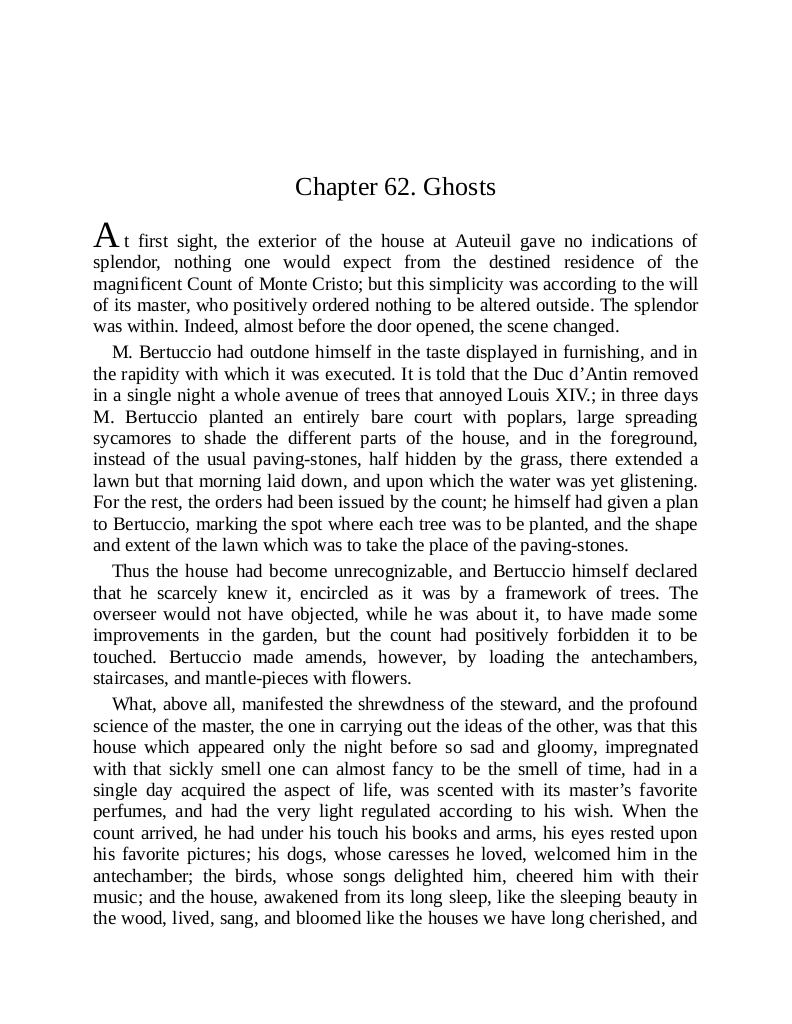 Chapter 62. Ghosts
At first sight, the exterior of the house at Auteuil gave no indications of
splendor, nothing one would expect from the destined residence of the
magnificent Count of Monte Cristo; but this simplicity was according to the will
of its master, who positively ordered nothing to be altered outside. The splendor
was within. Indeed, almost before the door opened, the scene changed.
M. Bertuccio had outdone himself in the taste displayed in furnishing, and in
the rapidity with which it was executed. It is told that the Duc d’Antin removed
in a single night a whole avenue of trees that annoyed Louis XIV.; in three days
M. Bertuccio planted an entirely bare court with poplars, large spreading
sycamores to shade the different parts of the house, and in the foreground,
instead of the usual paving-stones, half hidden by the grass, there extended a
lawn but that morning laid down, and upon which the water was yet glistening.
For the rest, the orders had been issued by the count; he himself had given a plan
to Bertuccio, marking the spot where each tree was to be planted, and the shape
and extent of the lawn which was to take the place of the paving-stones.
Thus the house had become unrecognizable, and Bertuccio himself declared
that he scarcely knew it, encircled as it was by a framework of trees. The
overseer would not have objected, while he was about it, to have made some
improvements in the garden, but the count had positively forbidden it to be
touched. Bertuccio made amends, however, by loading the antechambers,
staircases, and mantle-pieces with flowers.
What, above all, manifested the shrewdness of the steward, and the profound
science of the master, the one in carrying out the ideas of the other, was that this
house which appeared only the night before so sad and gloomy, impregnated
with that sickly smell one can almost fancy to be the smell of time, had in a
single day acquired the aspect of life, was scented with its master’s favorite
perfumes, and had the very light regulated according to his wish. When the
count arrived, he had under his touch his books and arms, his eyes rested upon
his favorite pictures; his dogs, whose caresses he loved, welcomed him in the
antechamber; the birds, whose songs delighted him, cheered him with their
music; and the house, awakened from its long sleep, like the sleeping beauty in
the wood, lived, sang, and bloomed like the houses we have long cherished, and